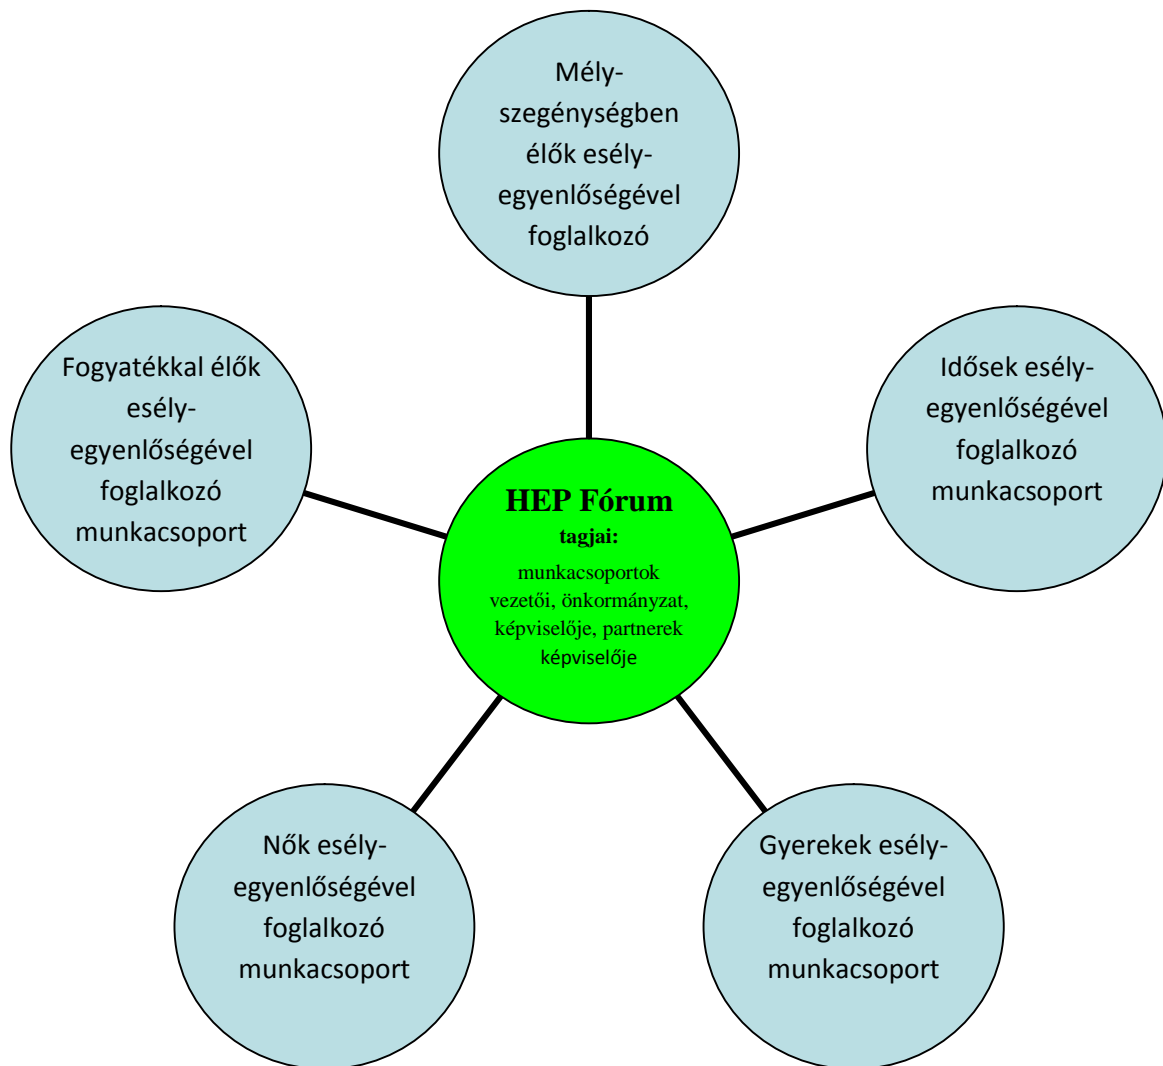 Mély-
szegénységben
élők esély-
egyenlőségével
foglalkozó
Fogyatékkal élők
esély-
egyenlőségével
foglalkozó
munkacsoport
Idősek esély-
egyenlőségével
foglalkozó
munkacsoport
HEP Fórum
tagjai:
munkacsoportok
vezetői, önkormányzat,
képviselője, partnerek
képviselője
Nők esély-
egyenlőségével
foglalkozó
munkacsoport
Gyerekek esély-
egyenlőségével
foglalkozó
munkacsoport